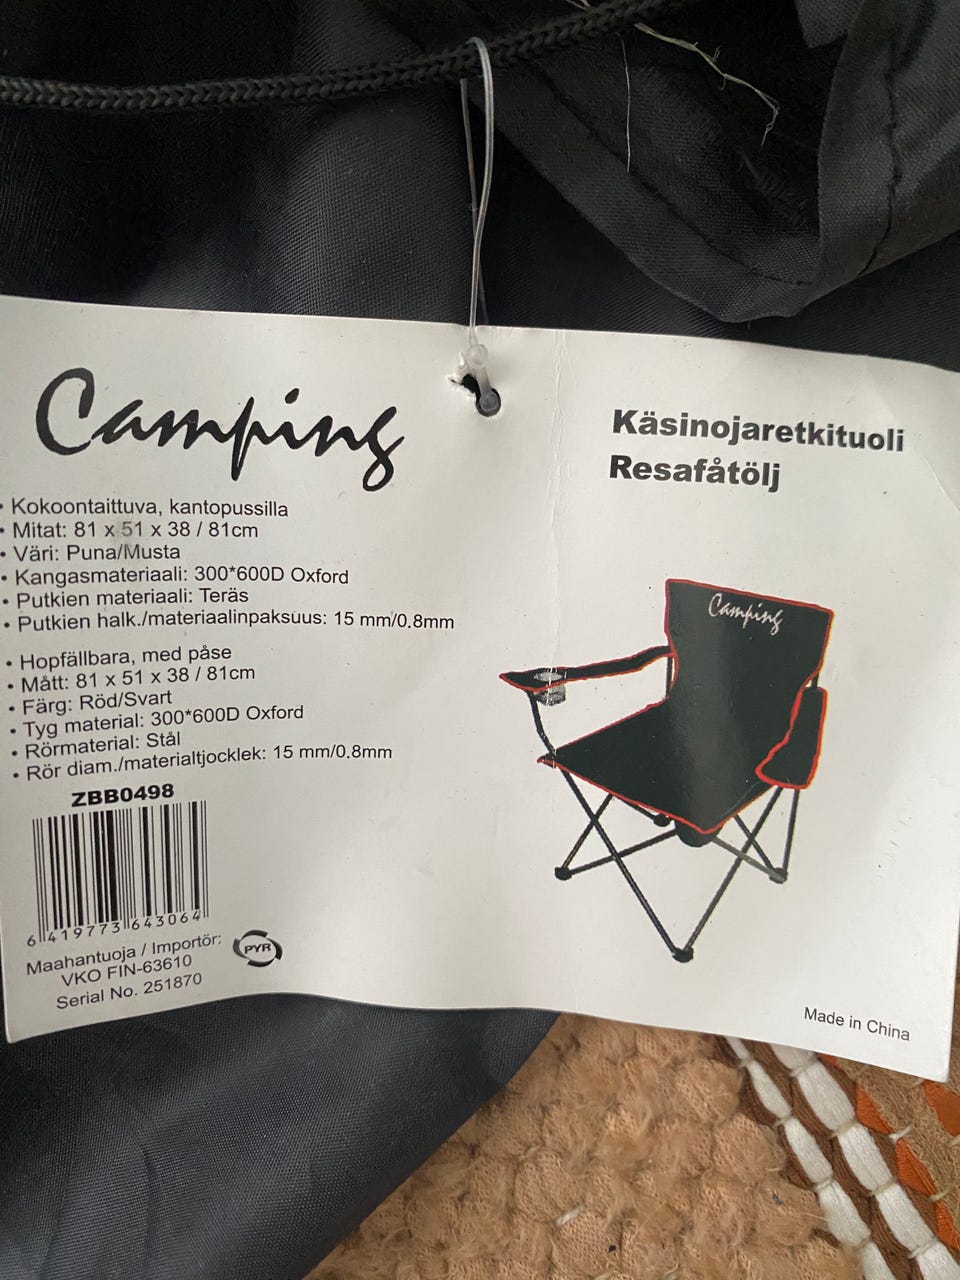 Camping
• Kokoontaittuva, kantopussilla
• Mitat: 81 x 51 x 38 / 81cm
• Väri: Puna/Musta
• Kangasmateriaali: 300*600D Oxford
• Putkien materiaali: Teräs
• Putkien halk./materiaalinpaksuus: 15 mm/0.8mm
• Hopfällbara, med påse
• Mått: 81 x 51 x 38 / 81cm
• Färg: Röd/Svart
• Tyg material: 300*600D Oxford
• Rörmaterial: Stål
• Rör diam./materialtjocklek: 15 mm/0.8mm
ZBB0498
6 419773 643064
Maahantuoja / Importör:
VKO FIN-63610
Serial No. 251870
PYR
Käsinojaretkituoli
Resafåtölj
Camping
Made in China